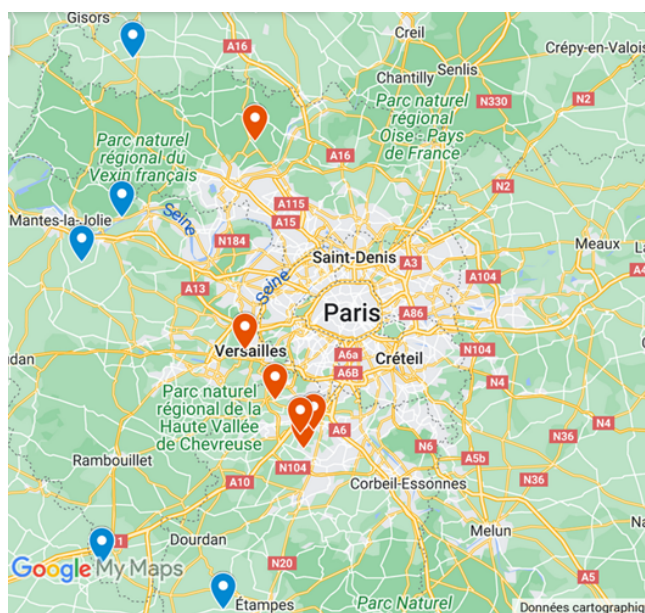 Gisors
Creil
A16
Crépy-en-Valois
Senlis
Chantilly
N330
N2
Parc naturel
régional
Oise - Pays
de France
Parc naturel
régional du
Vexin français
A16
N2
Mantes-la-Jolie
Seine
A115
A15
N184
Meaux
Saint-Denis
A3
A104
A4
Seine
A13
Paris
A86
Versailles
A6a
A6B
Créteil
N104
N4
Parc naturel
régional de la
Haute Vallée
de Chevreuse
A6
N4
N6
N36
Rambouillet
N104
A5b
A10
Corbeil-Essonnes
N36
Melun
1
Dourdan
N20
Google My Maps
A5
Étampes
Parc Naturel
Données cartographiq